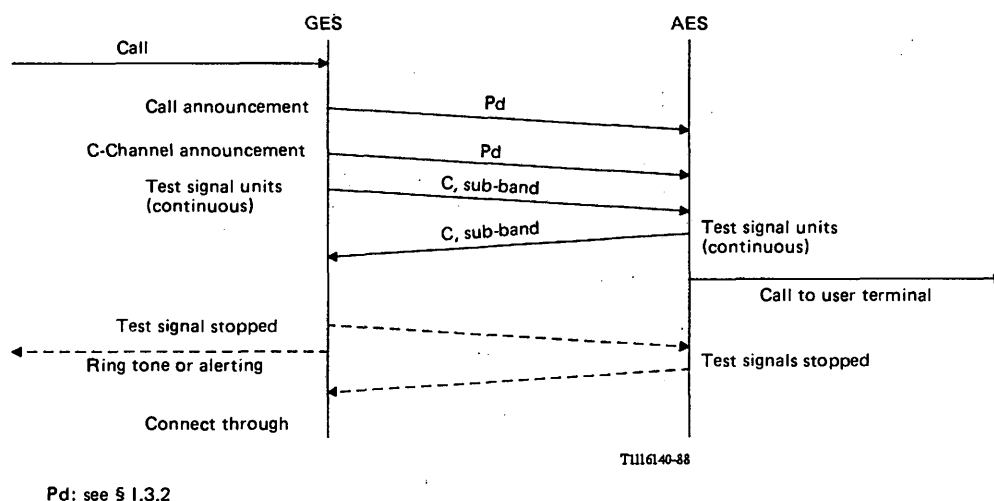 GES
AES
Call
Call announcement
Pd
C-Channel announcement
Pd
Test signal units
(continuous)
C, sub-band
C, sub-band
Test signal units
(continuous)
Call to user terminal
Test signal stopped
Ring tone or alerting
Test signals stopped
Connect through
T1116140-88
Pd: see § I.3.2